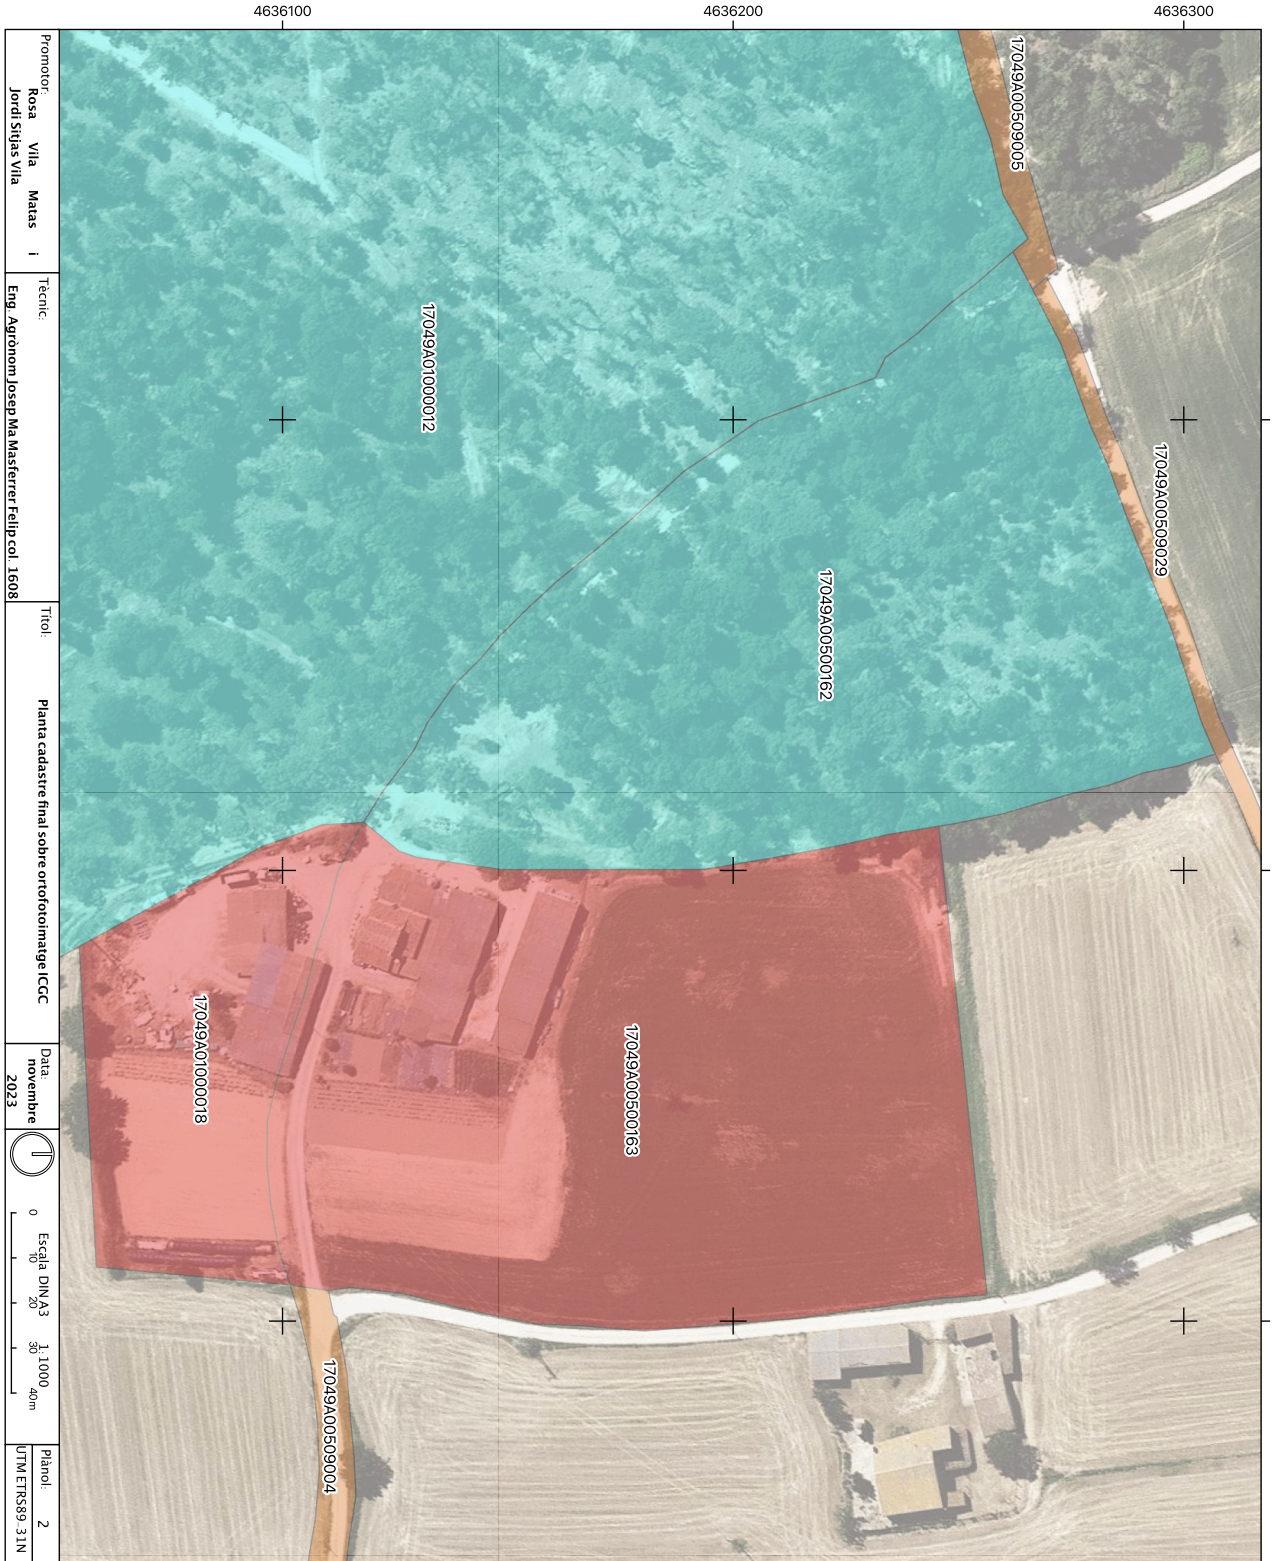 4636100
4636200
4636300
17049A00509005
17049A01000012
17049A00509029
17049A00500162
17049A01000018
17049A00500163
17049A00509004
Promotor:
Rosa Vila Matas i
Jordi Sitjas Vila
Tècnic:
Eng. Agrònom Josep Ma Masferrer Felip col. 1608
Títol:
Planta cadastre final sobre ortofotoimatge ICGC
Data:
novembre
2023
Escala DIN A3 1:1000
0 10 20 30 40m
Plànol: 2
UTM ETRS89-31N